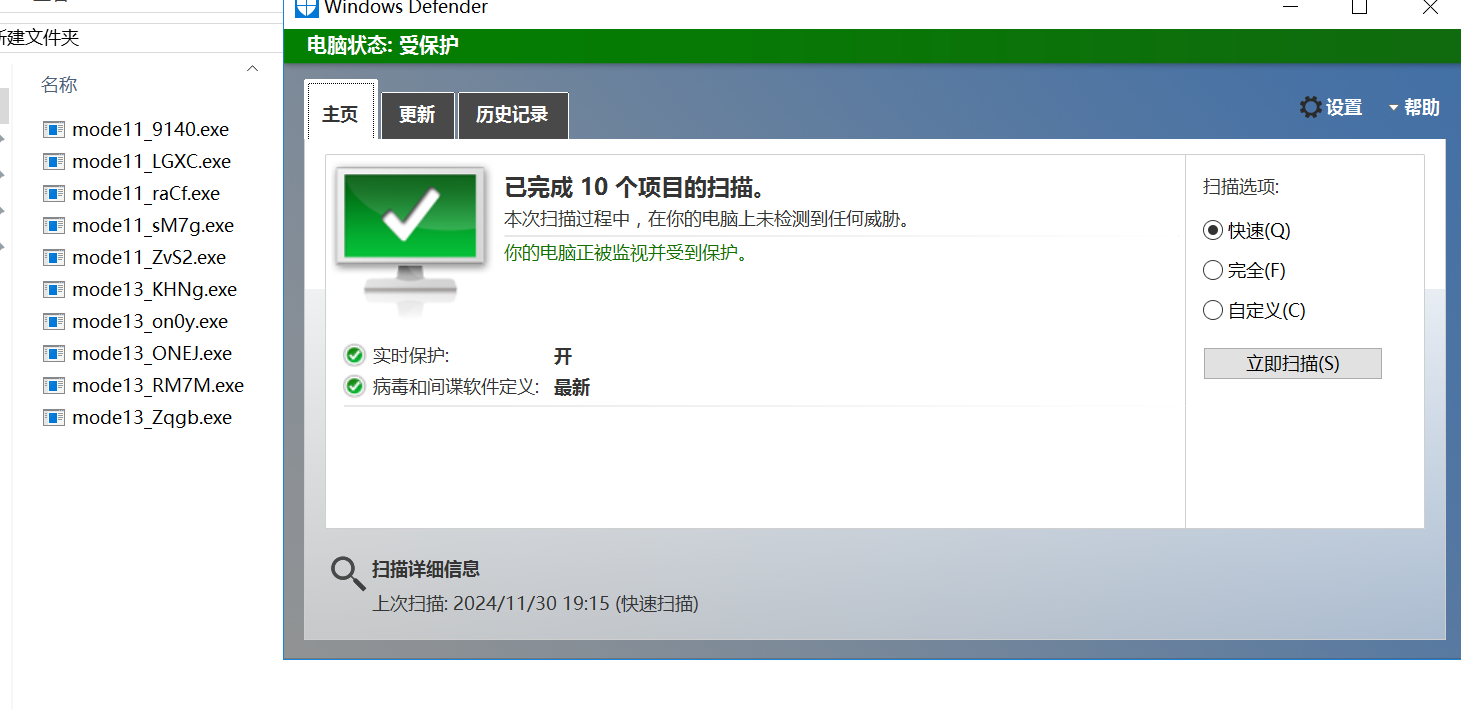 Windows Defender
新建文件夹
电脑状态: 受保护
名称
主页
更新
历史记录
设置
帮助
mode11_9140.exe
mode11_LGXC.exe
mode11_raCf.exe
mode11_sM7g.exe
mode11_ZvS2.exe
mode13_KHNg.exe
mode13_on0y.exe
mode13_ONEJ.exe
mode13_RM7M.exe
mode13_Zqgb.exe
已完成 10 个项目的扫描。
本次扫描过程中，在你的电脑上未检测到任何威胁。
你的电脑正被监视并受到保护。
实时保护: 开
病毒和间谍软件定义: 最新
扫描选项:
快速(Q)
完全(F)
自定义(C)
立即扫描(S)
扫描详细信息
上次扫描: 2024/11/30 19:15 (快速扫描)